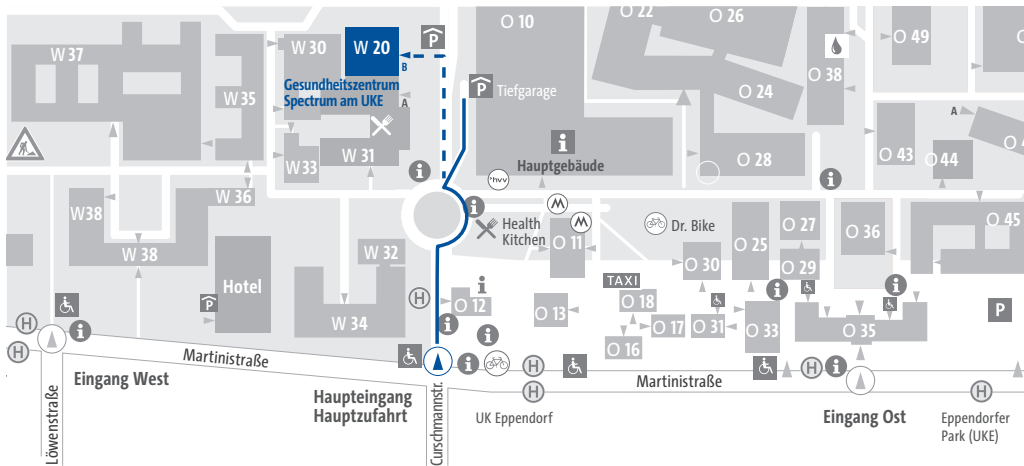 W 37
W 30
W 20
P
O 10
O 22
O 26
O 49
B
Gesundheitszentrum
Spectrum am UKE
W 35
A
P
Tiefgarage
O 24
O 38
A
W 31
W 33
i
i
Hauptgebäude
O 28
O 43
O 44
W38
W 36
hvv
i
i
Health
Kitchen
O 11
Dr. Bike
O 25
O 27
O 36
O 45
W 38
W 32
O 29
O 30
Hotel
P
H
i
O 12
TAXI
O 18
O 13
O 17
O 31
O 33
O 35
O 16
i
i
P
W 34
i
i
H
H
i
Martinistraße
i
H
H
i
H
Martinistraße
H
H
Eingang West
Haupteingang
Hauptzufahrt
UK Eppendorf
Eingang Ost
Eppendorfer
Park (UKE)
Löwenstraße
Curschmannstr.